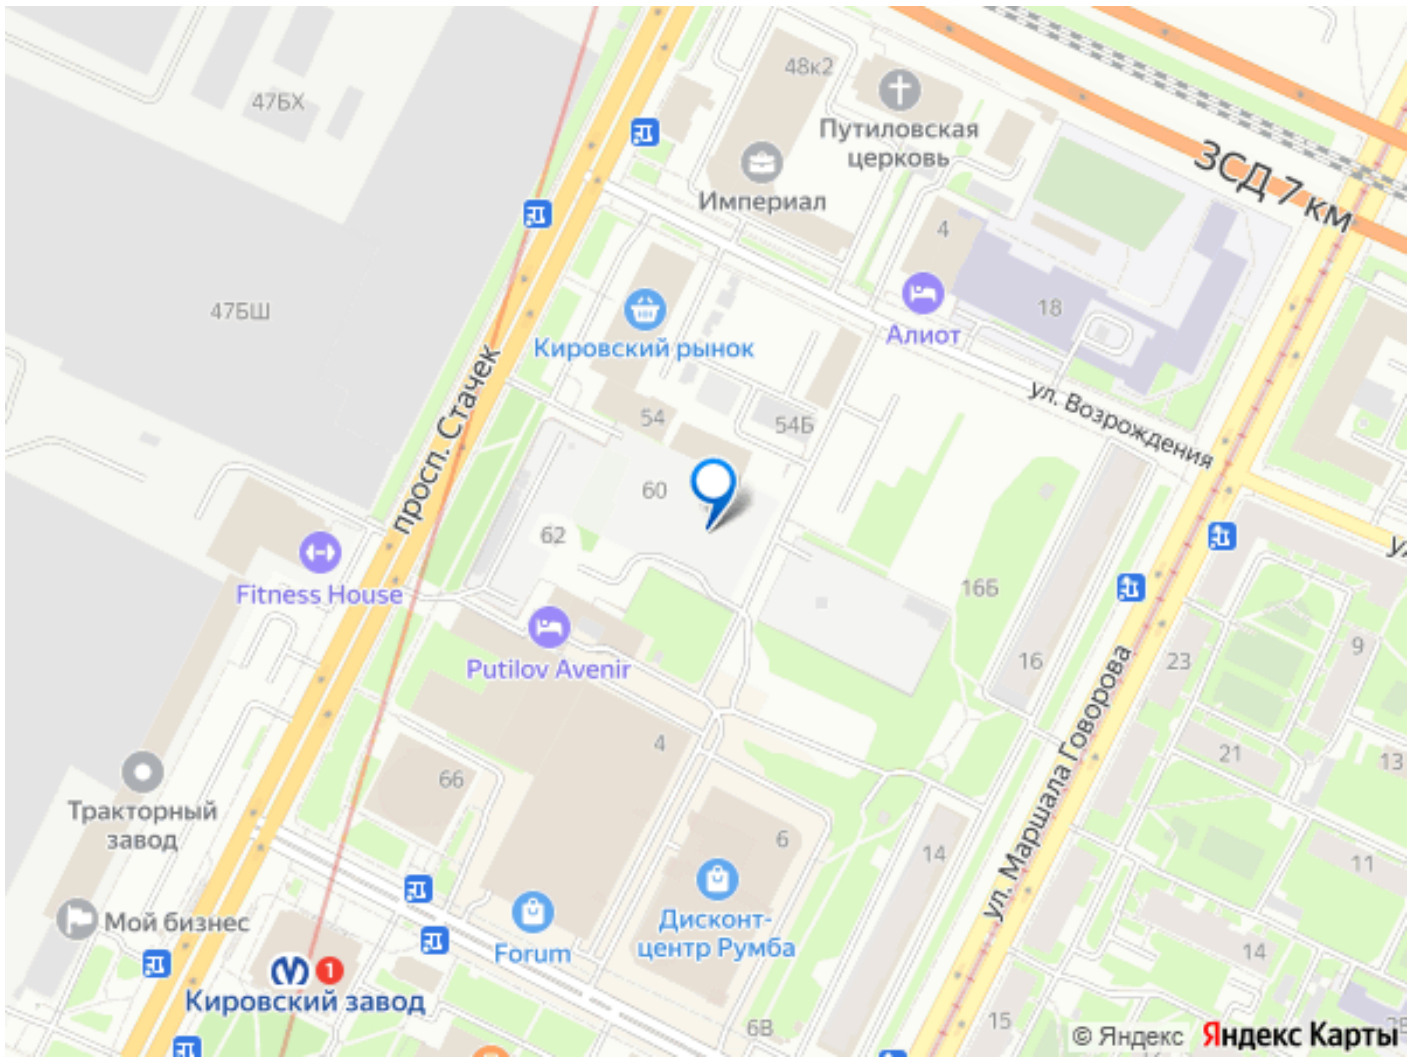 47БХ
48к2
Путиловская
церковь
ЗСД 7 км
Империал
4
47БШ
18
Алиот
Кировский рынок
просп. Стачек
ул. Возрождения
54
54Б
60
62
Fitness House
16Б
Putilov Avenir
16
23
9
ул. Маршала Говорова
4
21
13
66
Тракторный
завод
6
14
11
Дисконт-
центр Румба
Мой бизнес
Forum
14
1
Кировский завод
15
6В
© Яндекс Яндекс Карты